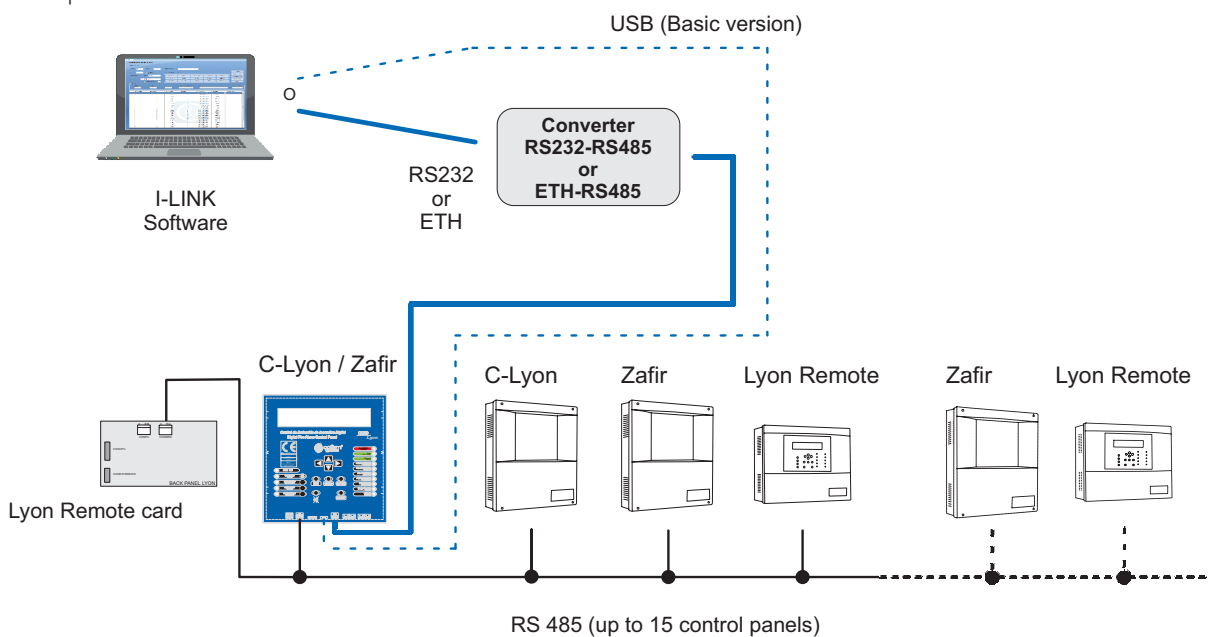 USB (Basic version)
O
Converter
RS232-RS485
or
ETH-RS485
RS232
or
ETH
I-LINK
Software
C-Lyon / Zafir
C-Lyon
Zafir
Lyon Remote
Zafir
Lyon Remote
BACK PANEL LYON
Lyon Remote card
RS 485 (up to 15 control panels)